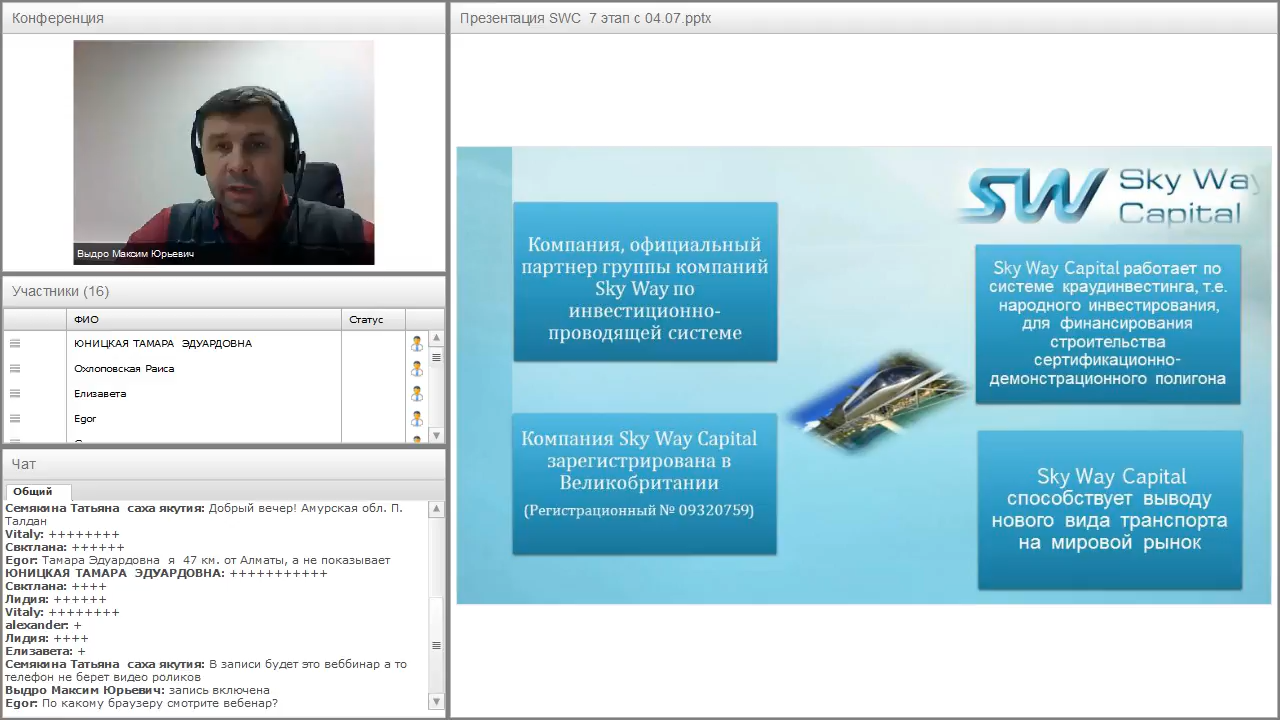 Конференция
Выдро Максим Юрьевич
Участники (16)
ФИО
Статус
ЮНИЦКАЯ ТАМАРА ЭДУАРДОВНА
Охлоповская Раиса
Елизавета
Egor
Чат
Общий
Семякина Татьяна саха якутия: Добрый вечер! Амурская обл. П.
Талдан
Vitaly: ++++++++
Свктлана: ++++++
Egor: Тамара Эдуардовна я 47 км. от Алматы, а не показывает
ЮНИЦКАЯ ТАМАРА ЭДУАРДОВНА: +++++++++++
Свктлана: ++++
Лидия: ++++++
Vitaly: ++++++++
alexander: +
Лидия: ++++
Елизавета: +
Семякина Татьяна саха якутия: В записи будет это веббинар а то
телефон не берет видео роликов
Выдро Максим Юрьевич: запись включена
Egor: По какому браузеру смотрите вебенар?
Презентация SWC 7 этап с 04.07.pptx
SW Sky Way
Capital
Компания, официальный
партнер группы компаний
Sky Way по
инвестиционно-
проводящей системе
Sky Way Capital работает по
системе краудинвестинга, т.е.
народного инвестирования,
для финансирования
строительства
сертификационно-
демонстрационного полигона
Компания Sky Way Capital
зарегистрирована в
Великобритании
(Регистрационный № 09320759)
Sky Way Capital
способствует выводу
нового вида транспорта
на мировой рынок